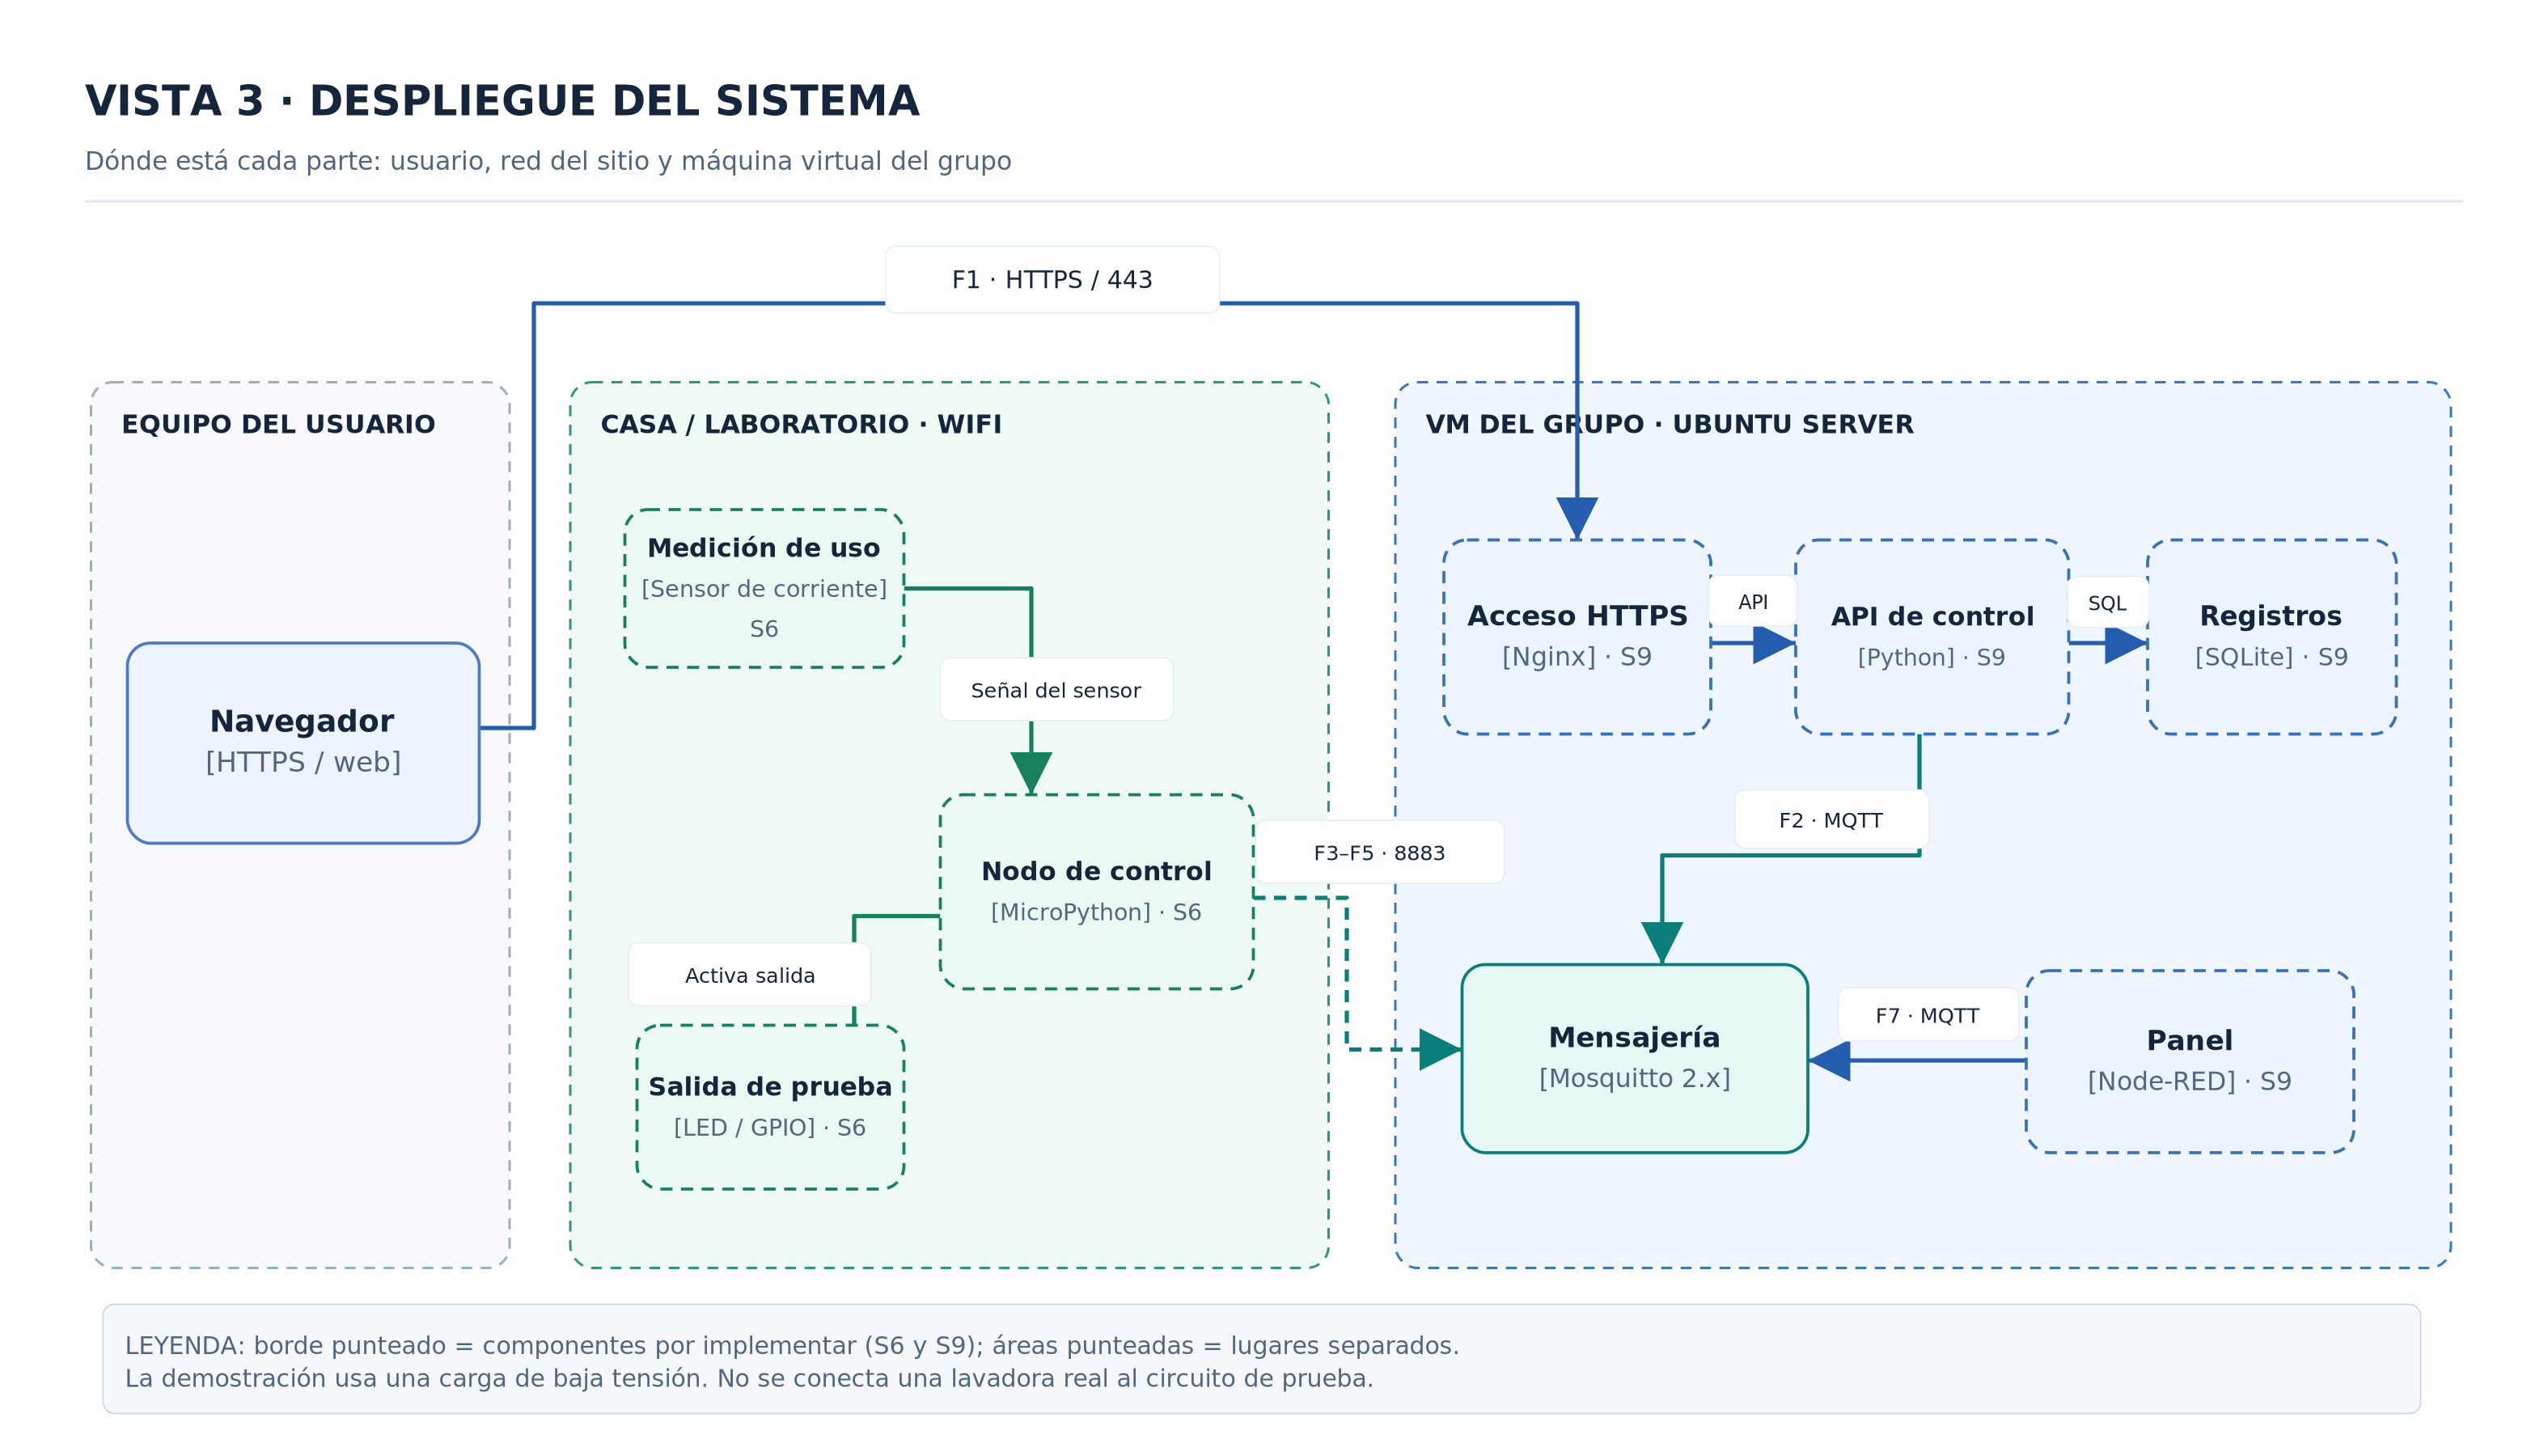 VISTA 3 · DESPLIEGUE DEL SISTEMA
Dónde está cada parte: usuario, red del sitio y máquina virtual del grupo
F1 · HTTPS / 443
EQUIPO DEL USUARIO
Navegador
[HTTPS / web]
CASA / LABORATORIO · WIFI
Medición de uso
[Sensor de corriente]
S6
Señal del sensor
Nodo de control
[MicroPython] · S6
Activa salida
Salida de prueba
[LED / GPIO] · S6
F3–F5 · 8883
VM DEL GRUPO · UBUNTU SERVER
Acceso HTTPS
[Nginx] · S9
API
API de control
[Python] · S9
SQL
Registros
[SQLite] · S9
F2 · MQTT
Mensajería
[Mosquitto 2.x]
F7 · MQTT
Panel
[Node-RED] · S9
LEYENDA: borde punteado = componentes por implementar (S6 y S9); áreas punteadas = lugares separados.
La demostración usa una carga de baja tensión. No se conecta una lavadora real al circuito de prueba.